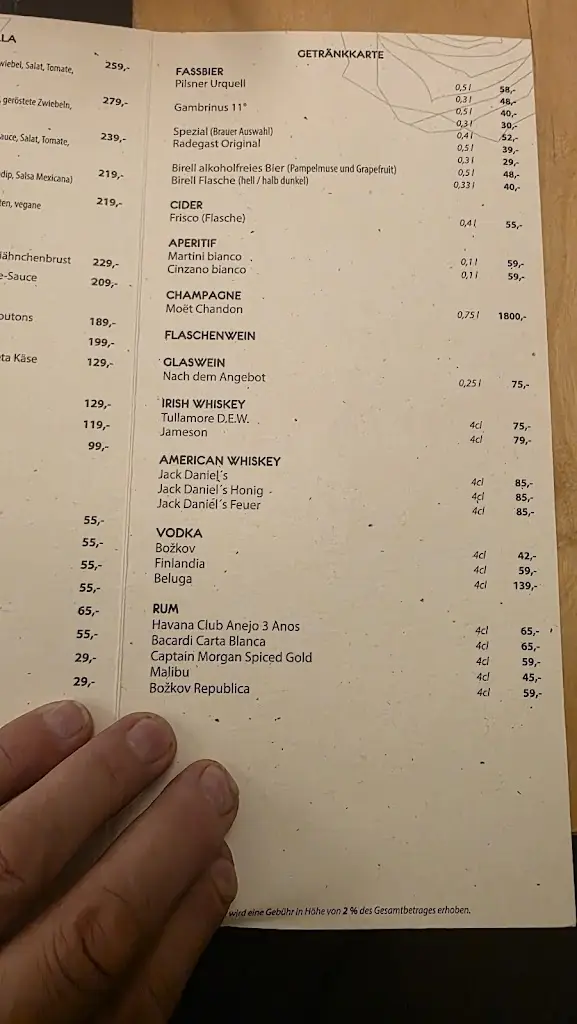 LA
wiebel, Salat, Tomate, 259,-
geröstete Zwiebeln, 279,-
auce, Salat, Tomate, 239,-
dip, Salsa Mexicana) 219,-
en, vegane 219,-
ähnchenbrust 229,-
e-Sauce 209,-
outons 189,-
199,-
ta Käse 129,-
129,-
119,-
99,-
55,-
55,-
55,-
55,-
65,-
55,-
29,-
29,-
GETRÄNKKARTE
FASSBIER
Pilsner Urquell 0,5 l 58,-
0,3 l 48,-
Gambrinus 11° 0,5 l 40,-
0,3 l 30,-
Spezial (Brauer Auswahl) 0,4 l 52,-
Radegast Original 0,5 l 39,-
0,3 l 29,-
Birell alkoholfreies Bier (Pampelmuse und Grapefruit) 0,5 l 48,-
Birell Flasche (hell / halb dunkel) 0,33 l 40,-
CIDER
Frisco (Flasche) 0,4 l 55,-
APERITIF
Martini bianco 0,1 l 59,-
Cinzano bianco 0,1 l 59,-
CHAMPAGNE
Moët Chandon 0,75 l 1800,-
FLASCHENWEIN
GLASWEIN
Nach dem Angebot 0,25 l 75,-
IRISH WHISKEY
Tullamore D.E.W. 4cl 75,-
Jameson 4cl 79,-
AMERICAN WHISKEY
Jack Daniel´s 4cl 85,-
Jack Daniel´s Honig 4cl 85,-
Jack Daniel´s Feuer 4cl 85,-
VODKA
Božkov 4cl 42,-
Finlandia 4cl 59,-
Beluga 4cl 139,-
RUM
Havana Club Anejo 3 Anos 4cl 65,-
Bacardi Carta Blanca 4cl 65,-
Captain Morgan Spiced Gold 4cl 59,-
Malibu 4cl 45,-
Božkov Republica 4cl 59,-
wird eine Gebühr in Höhe von 2 % des Gesamtbetrages erhoben.